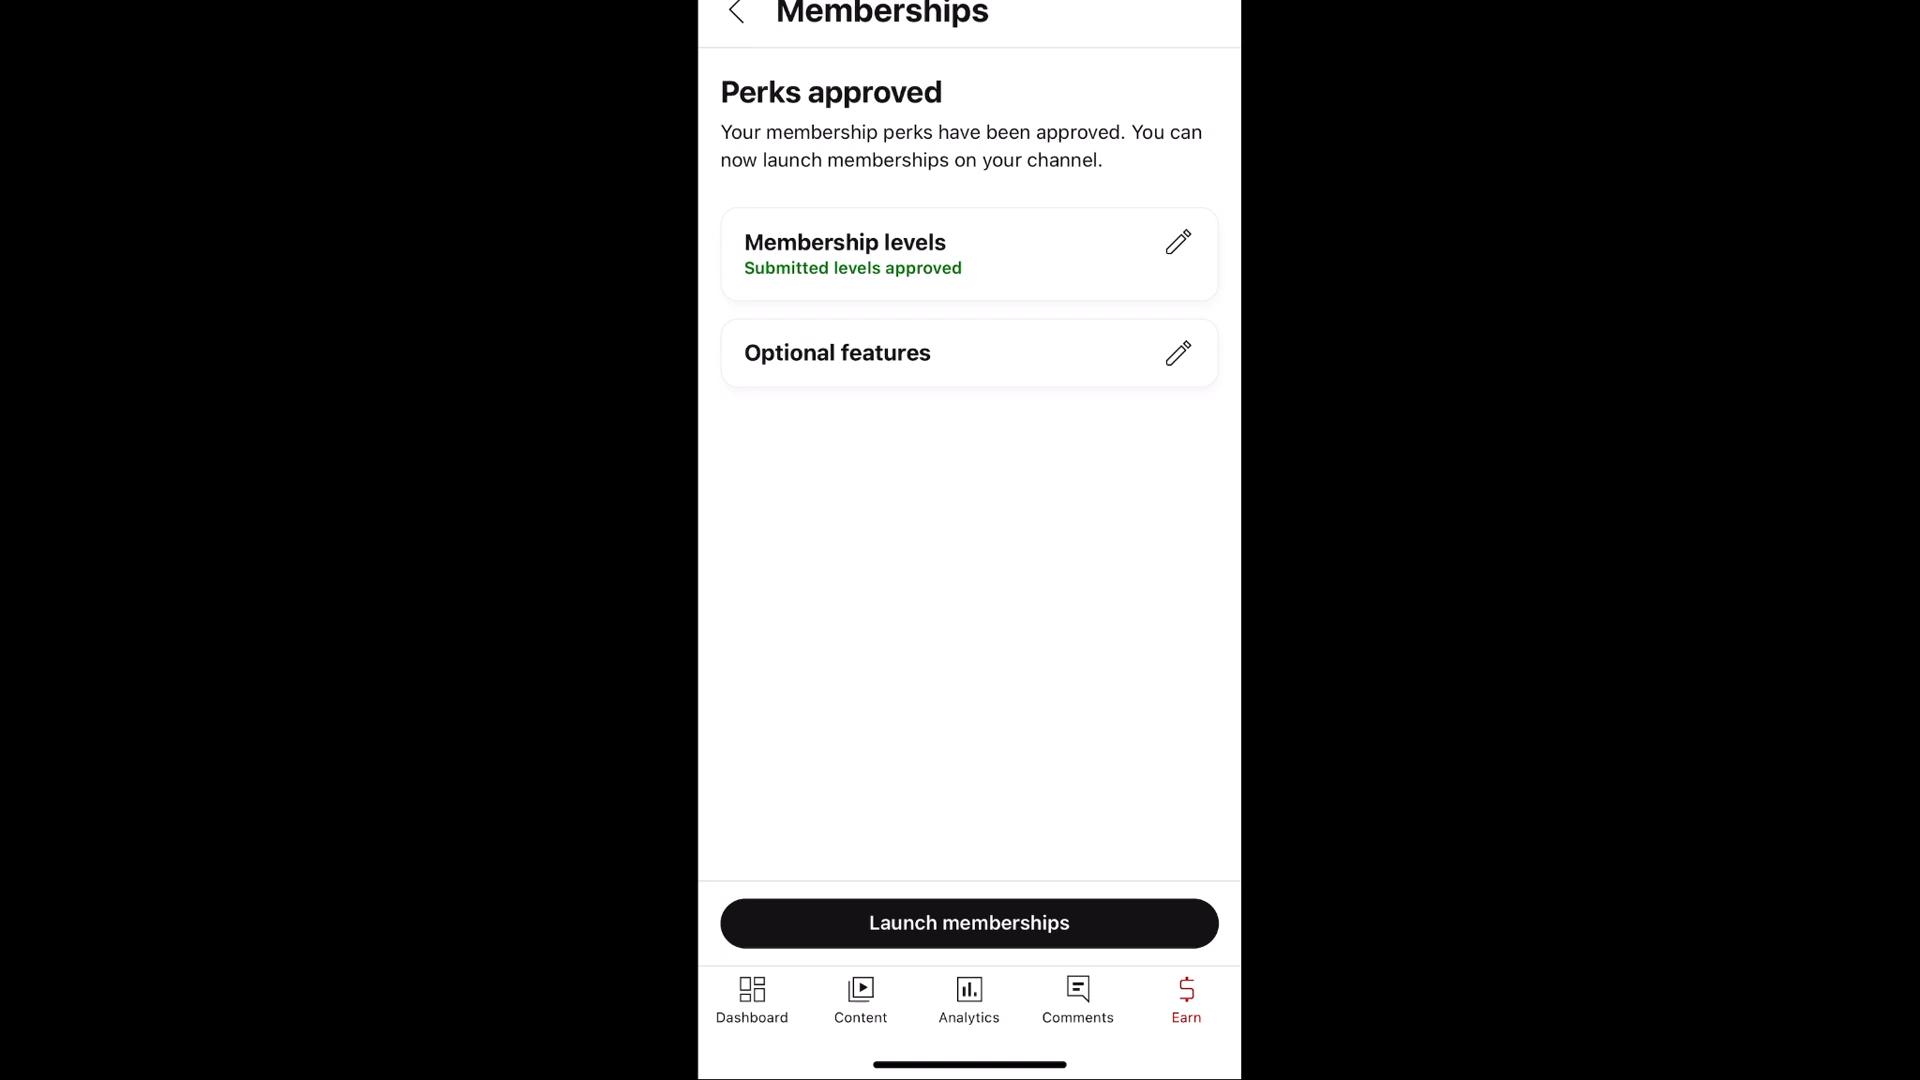 Memberships
Perks approved
Your membership perks have been approved. You can
now launch memberships on your channel.
Membership levels
Submitted levels approved
Optional features
Launch memberships
Dashboard
Content
Analytics
Comments
Earn